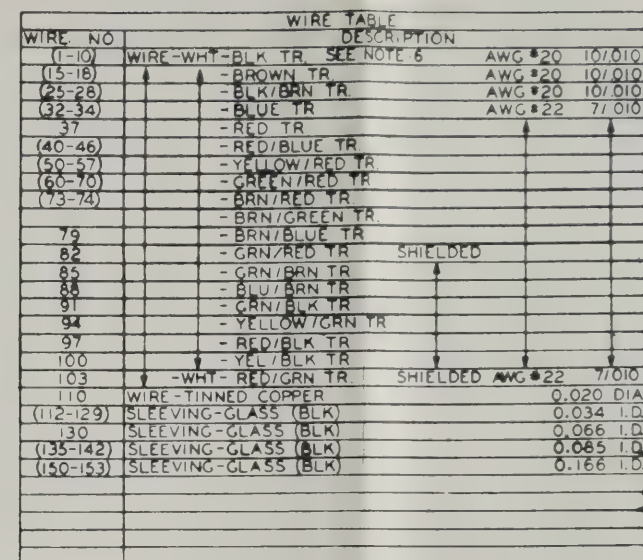 WIRE TABLE
WIRE NO DESCRIPTION
(1-10) WIRE-WHT-BLK TR. SEE NOTE 6 AWG #20 10/.010
(15-18) -BROWN TR. AWG #20 10/.010
(25-28) -BLK/BRN TR. AWG #20 10/.010
(32-34) -BLUE TR AWG #22 7/.010
37 -RED TR
(40-46) -RED/BLUE TR.
(50-57) -YELLOW/RED TR.
(60-70) -GREEN/RED TR
(73-74) -BRN/RED TR.
-BRN/GREEN TR.
79 -BRN/BLUE TR
82 -GRN/RED TR SHIELDED
85 -GRN/BRN TR
88 -BLU/BRN TR
91 -GRN/BLK TR
94 -YELLOW/GRN TR
97 -RED/BLK TR
100 -YEL/BLK TR
103 -WHT-RED/GRN TR. SHIELDED AWG #22 7/010
110 WIRE-TINNED COPPER 0.020 DIA
(112-129) SLEEVING-GLASS (BLK) 0.034 I.D.
130 SLEEVING-GLASS (BLK) 0.066 I.D.
(135-142) SLEEVING-GLASS (BLK) 0.085 I.D.
(150-153) SLEEVING-GLASS (BLK) 0.166 I.D.